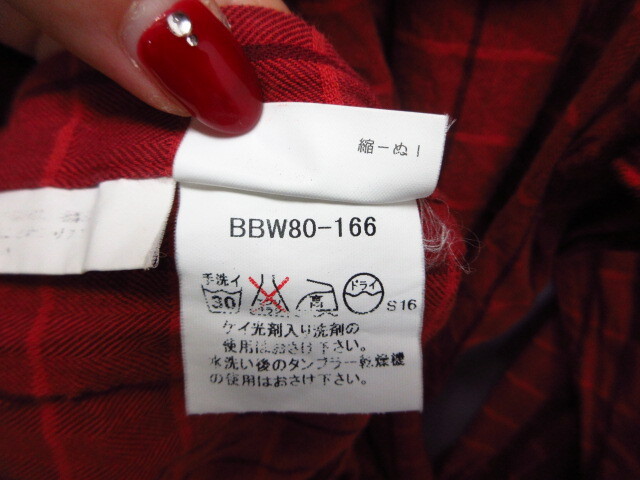 縮ーぬー
BBW80-166
手洗イ
30
高
ドライ
S16
ケイ光剤入り洗剤の
使用はおさけ下さい。
水洗い後のタンブラー乾燥機
の使用はおさけ下さい。